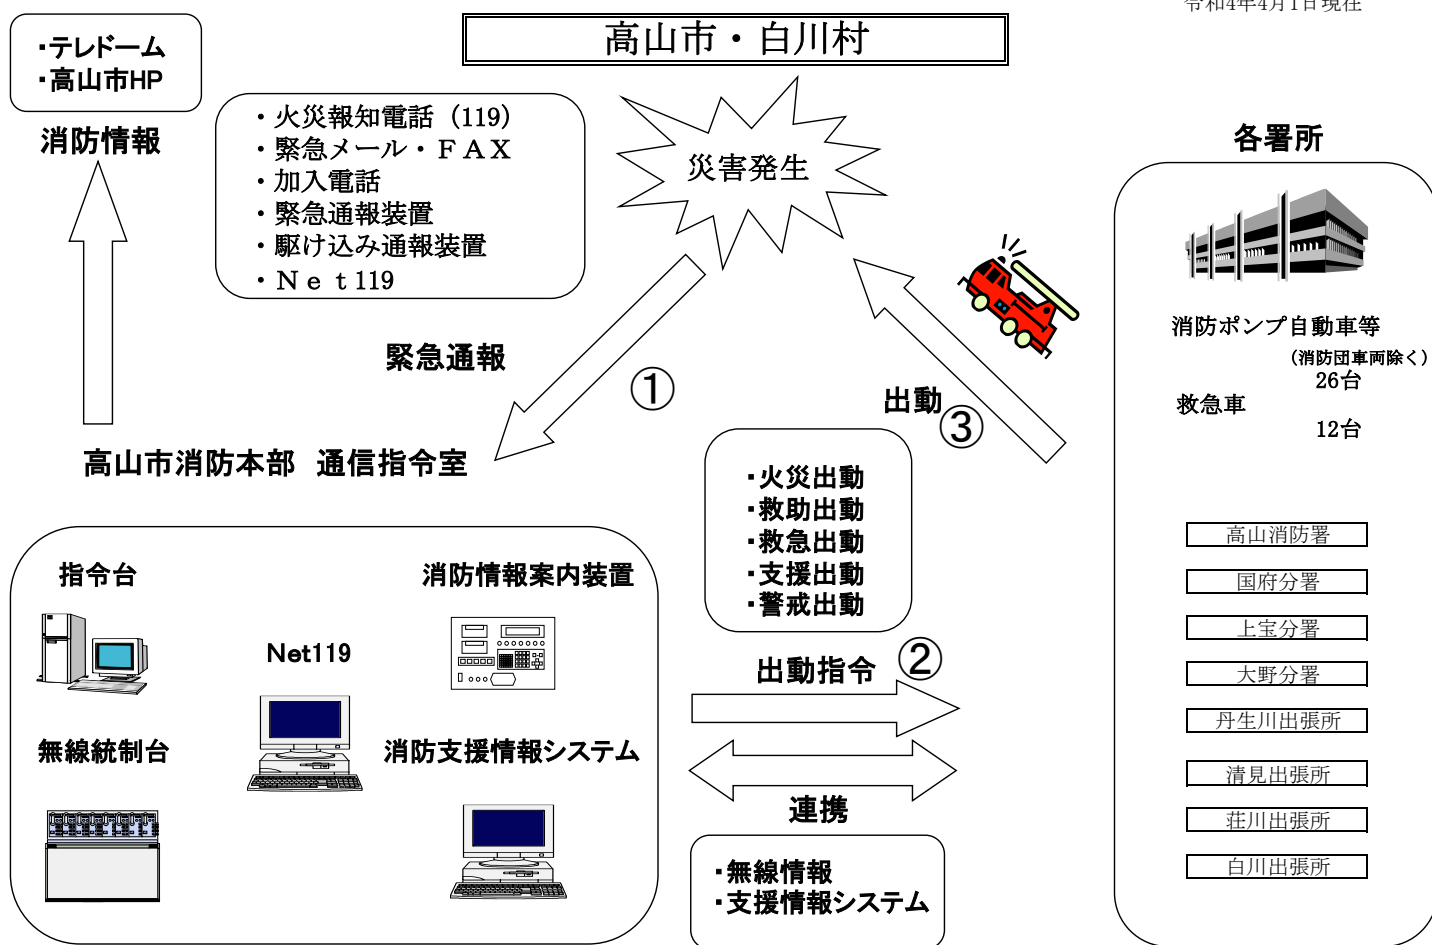 令和4年4月1日現在
高山市・白川村
・テレドーム
・高山市HP
消防情報
・火災報知電話（119）
・緊急メール・ＦＡＸ
・加入電話
・緊急通報装置
・駆け込み通報装置
・Ｎｅｔ119
災害発生
緊急通報
①
出動
③
高山市消防本部　通信指令室
指令台
消防情報案内装置
Net119
無線統制台
消防支援情報システム
・火災出動
・救助出動
・救急出動
・支援出動
・警戒出動
出動指令
②
連携
・無線情報
・支援情報システム
各署所
消防ポンプ自動車等
（消防団車両除く）
26台
救急車
12台
高山消防署
国府分署
上宝分署
大野分署
丹生川出張所
清見出張所
荘川出張所
白川出張所